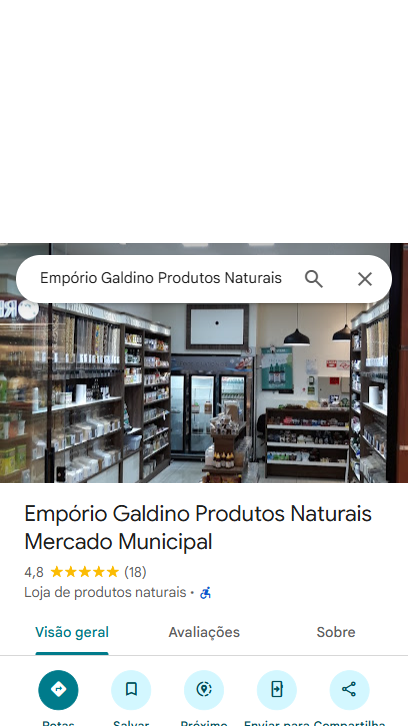 Empório Galdino Produtos Naturais
Empório Galdino Produtos Naturais
Mercado Municipal
4,8 (18)
Loja de produtos naturais •
Visão geral
Avaliações
Sobre
Rotas
Salvar
Próximo
Enviar para
Compartilha